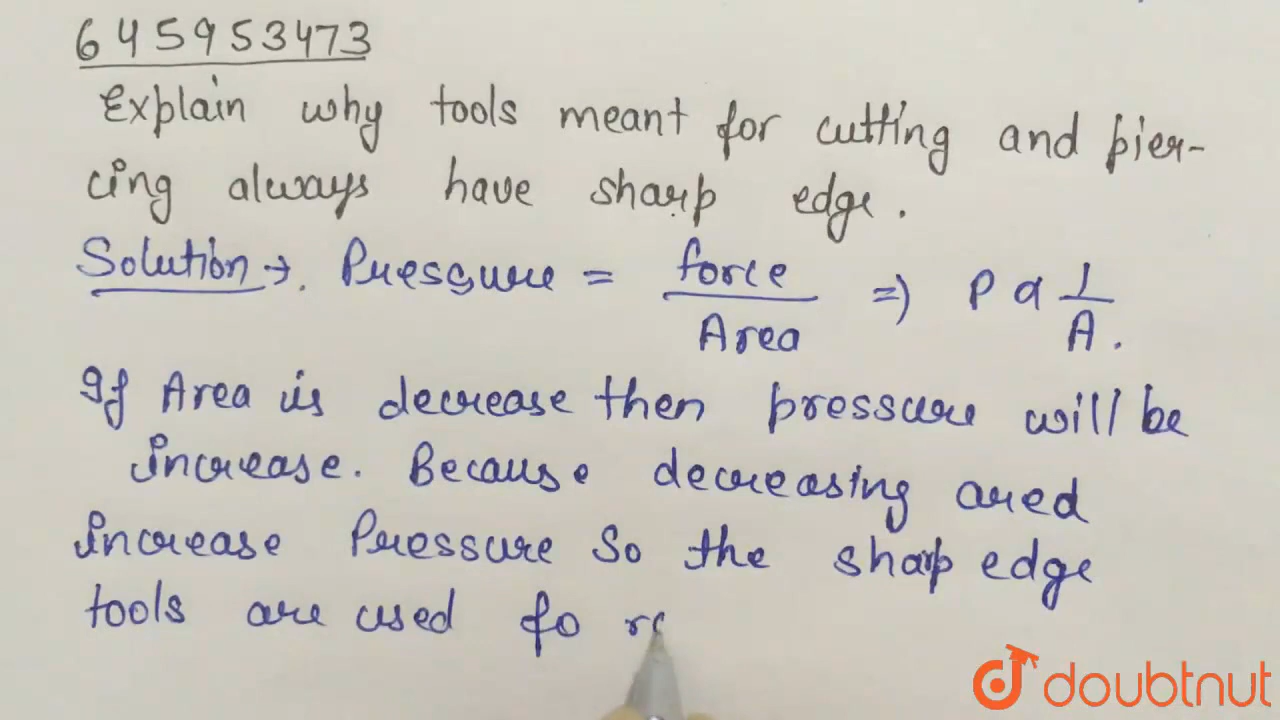 645953473
Explain why tools meant for cutting and pier-
cing always have sharp edge.
Solution →. Pressure = force/Area => P α 1/A.
If Area is decrease then pressure will be
increase. Because decreasing area
increase Pressure so the sharp edge
tools are used fo
doubtnut